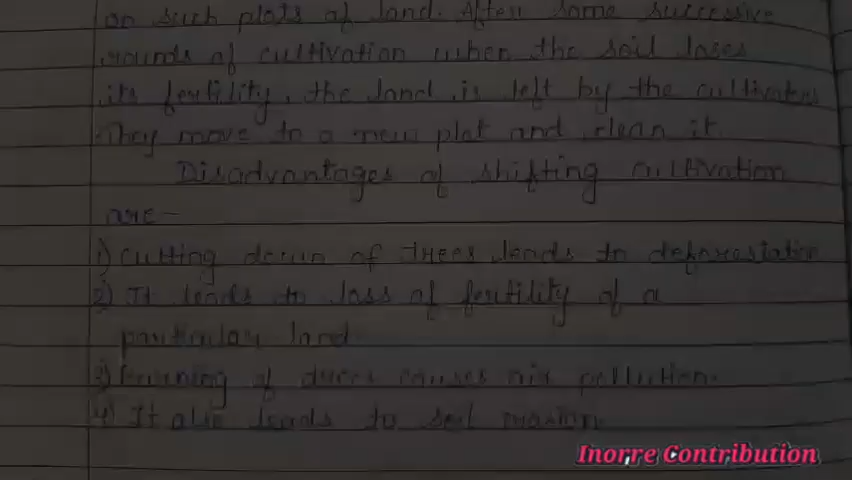 on such plots of land. After some successive
rounds of cultivation when the soil loses
its fertility, the land is left by the cultivators
They move to a new plot and clean it.
Disadvantages of shifting cultivation
are -
1) Cutting down of trees leads to deforestation
2) It leads to loss of fertility of a
particular land.
3) Burning of trees causes air pollution.
4) It also leads to soil erosion
Inorre Contribution